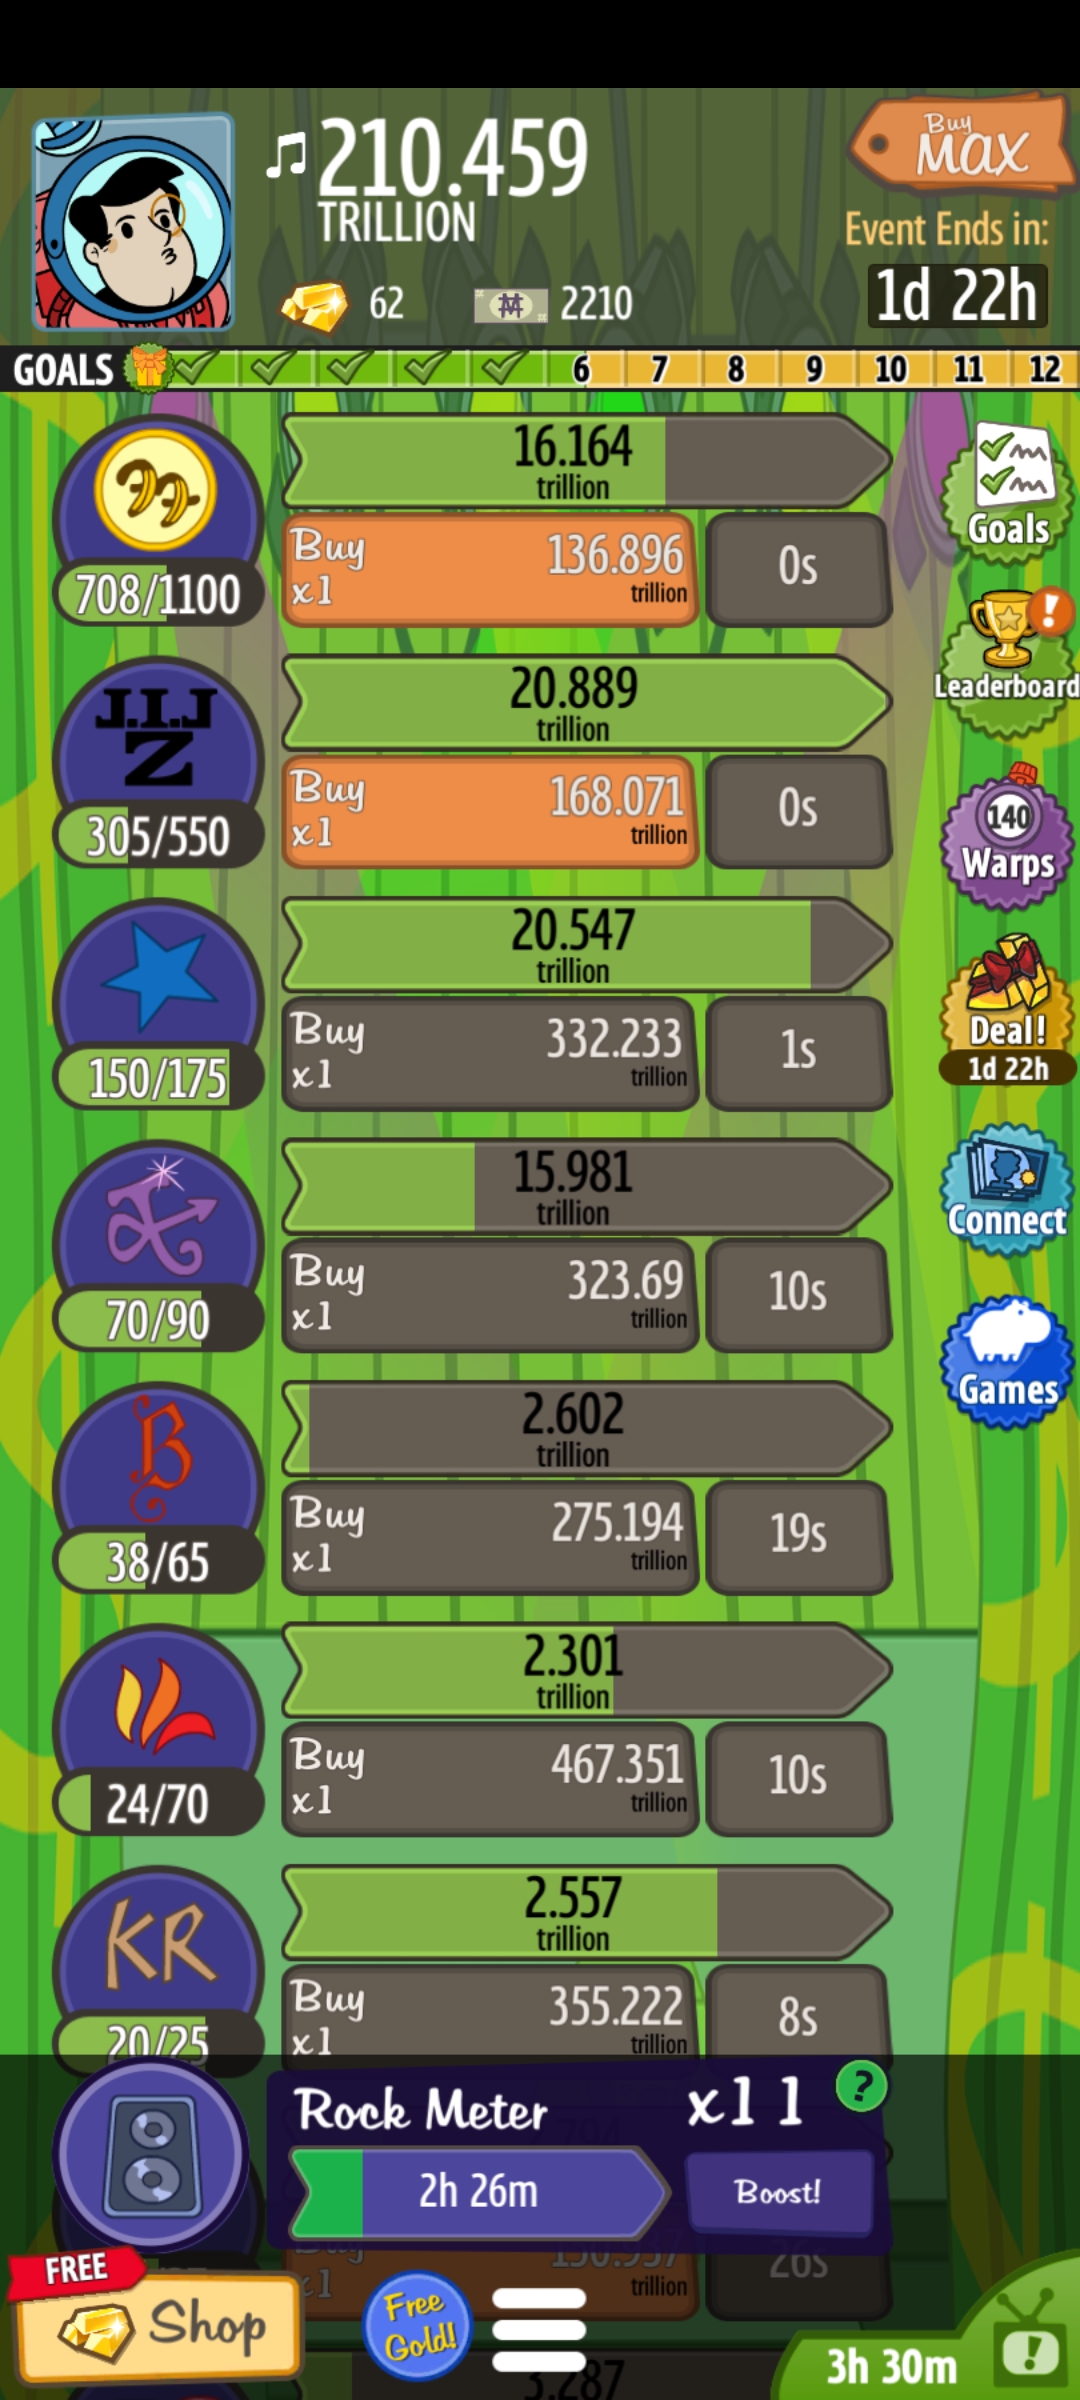 210.459
TRILLION
62
2210
Buy
MAX
Event Ends in:
1d 22h
GOALS
6 7 8 9 10 11 12
16.164
trillion
Buy
x1
136.896
trillion
0s
708/1100
Goals
J.I.J
Z
20.889
trillion
Buy
x1
168.071
trillion
0s
305/550
!
Leaderboard
20.547
trillion
Buy
x1
332.233
trillion
1s
150/175
140
Warps
Deal!
1d 22h
15.981
trillion
Buy
x1
323.69
trillion
10s
70/90
Connect
B
2.602
trillion
Buy
x1
275.194
trillion
19s
38/65
Games
2.301
trillion
Buy
x1
467.351
trillion
10s
24/70
KR
2.557
trillion
Buy
x1
355.222
trillion
8s
20/25
Rock Meter
x11
?
2h 26m
Boost!
x1
trillion
26s
FREE
Shop
Free
Gold!
3.287
3h 30m
!